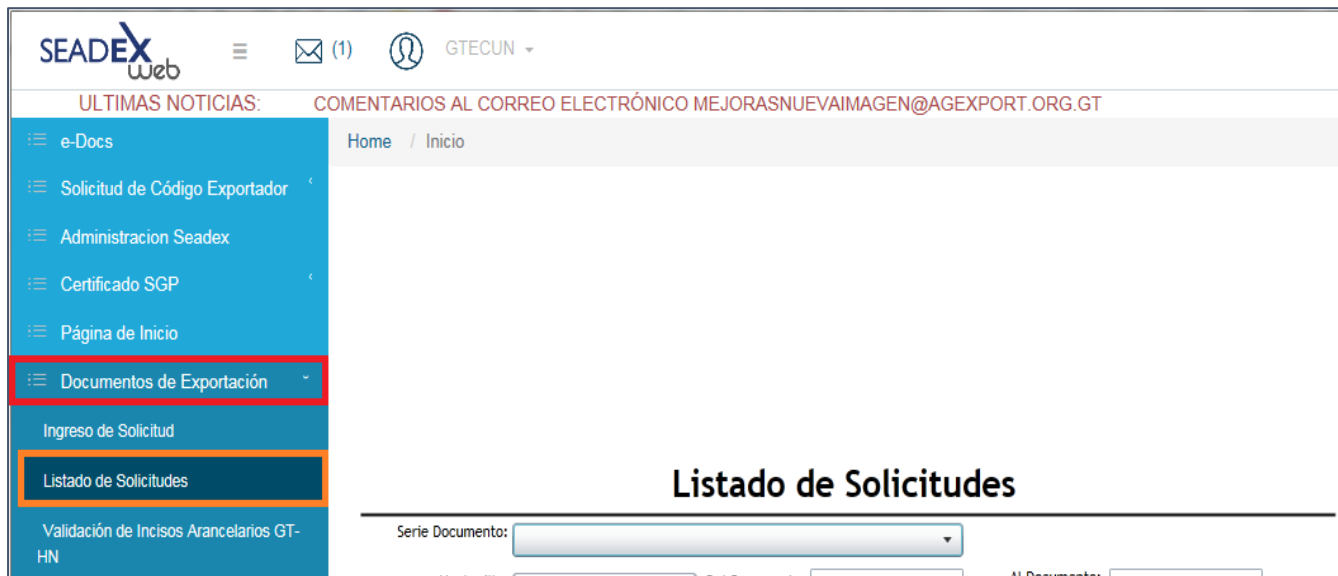 SEADEX
web
(1)
GTECUN
ULTIMAS NOTICIAS: COMENTARIOS AL CORREO ELECTRÓNICO MEJORASNUEVAIMAGEN@AGEXPORT.ORG.GT
Home / Inicio
e-Docs
Solicitud de Código Exportador
Administracion Seadex
Certificado SGP
Página de Inicio
Documentos de Exportación
Ingreso de Solicitud
Listado de Solicitudes
Validación de Incisos Arancelarios GT-
HN
Listado de Solicitudes
Serie Documento:
Al Documento: